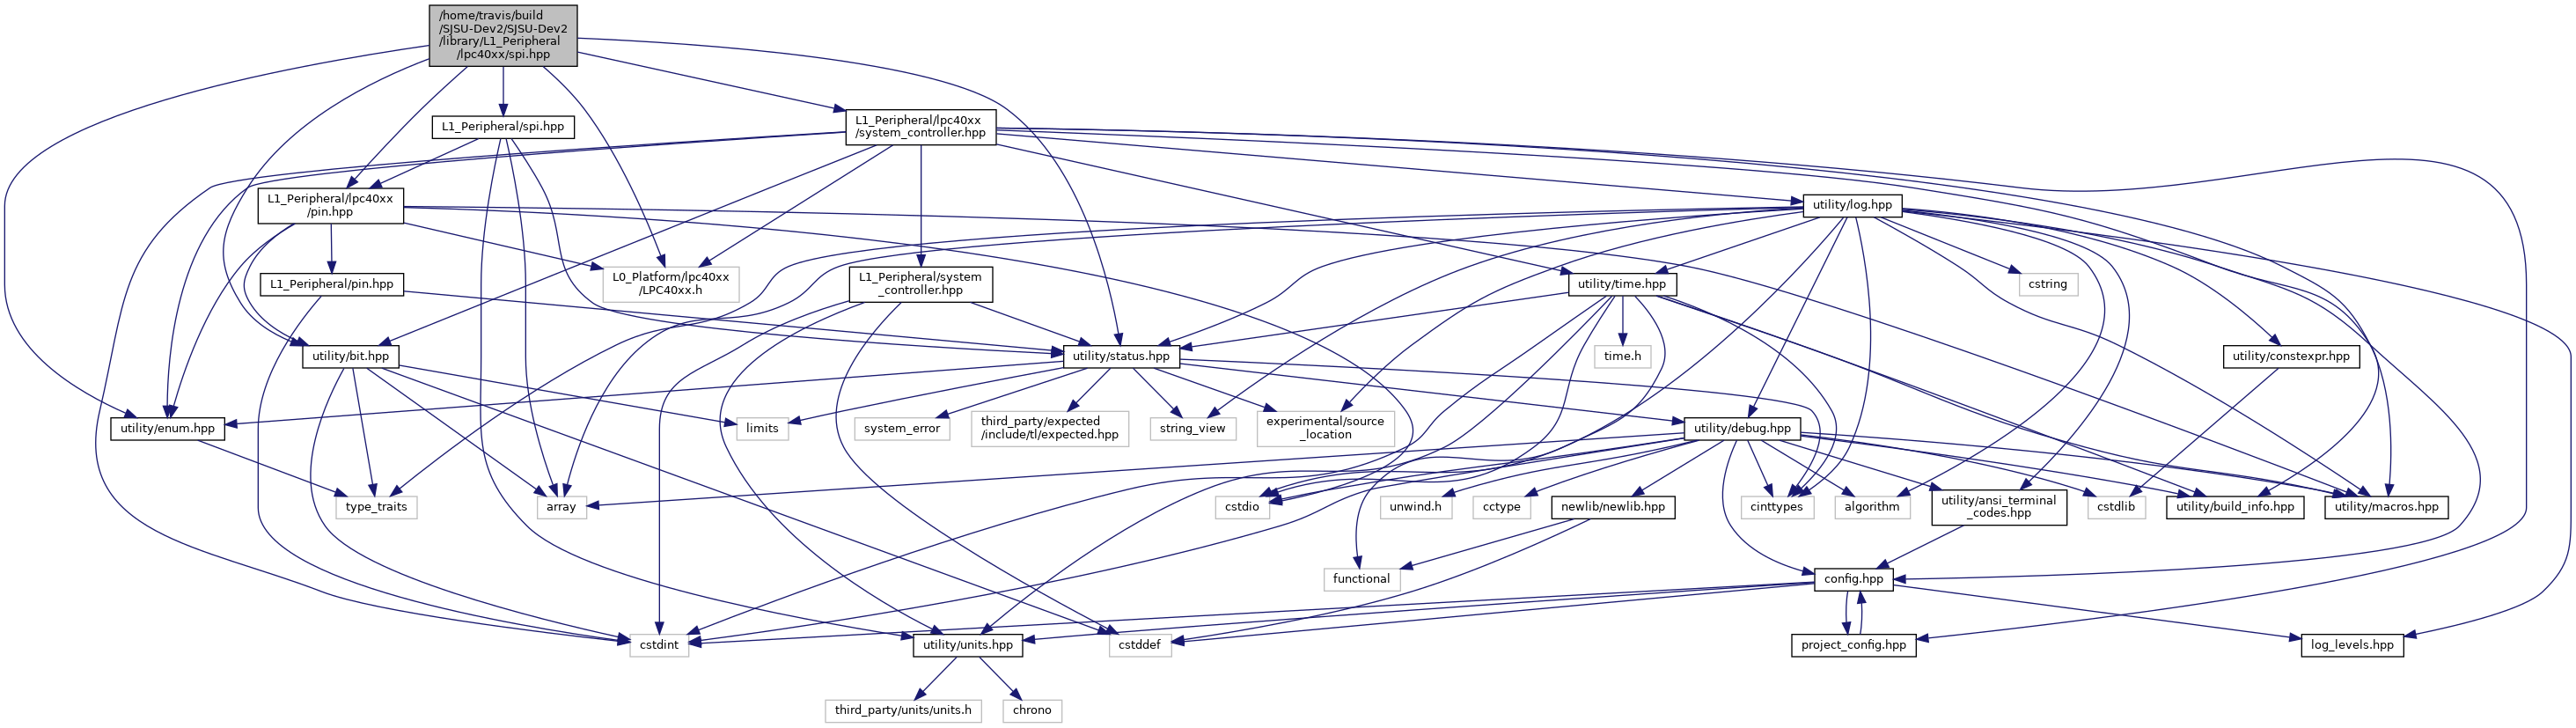 /home/travis/build
/SJSU-Dev2/SJSU-Dev2
/library/L1_Peripheral
/lpc40xx/spi.hpp
L1_Peripheral/spi.hpp
L1_Peripheral/lpc40xx
/system_controller.hpp
L1_Peripheral/lpc40xx
/pin.hpp
utility/log.hpp
L1_Peripheral/pin.hpp
L0_Platform/lpc40xx
/LPC40xx.h
L1_Peripheral/system
_controller.hpp
utility/time.hpp
cstring
utility/bit.hpp
utility/status.hpp
time.h
utility/constexpr.hpp
utility/enum.hpp
limits
system_error
third_party/expected
/include/tl/expected.hpp
string_view
experimental/source
_location
utility/debug.hpp
type_traits
array
cstdio
unwind.h
cctype
newlib/newlib.hpp
cinttypes
algorithm
utility/ansi_terminal
_codes.hpp
cstdlib
utility/build_info.hpp
utility/macros.hpp
functional
config.hpp
cstdint
utility/units.hpp
cstddef
project_config.hpp
log_levels.hpp
third_party/units/units.h
chrono